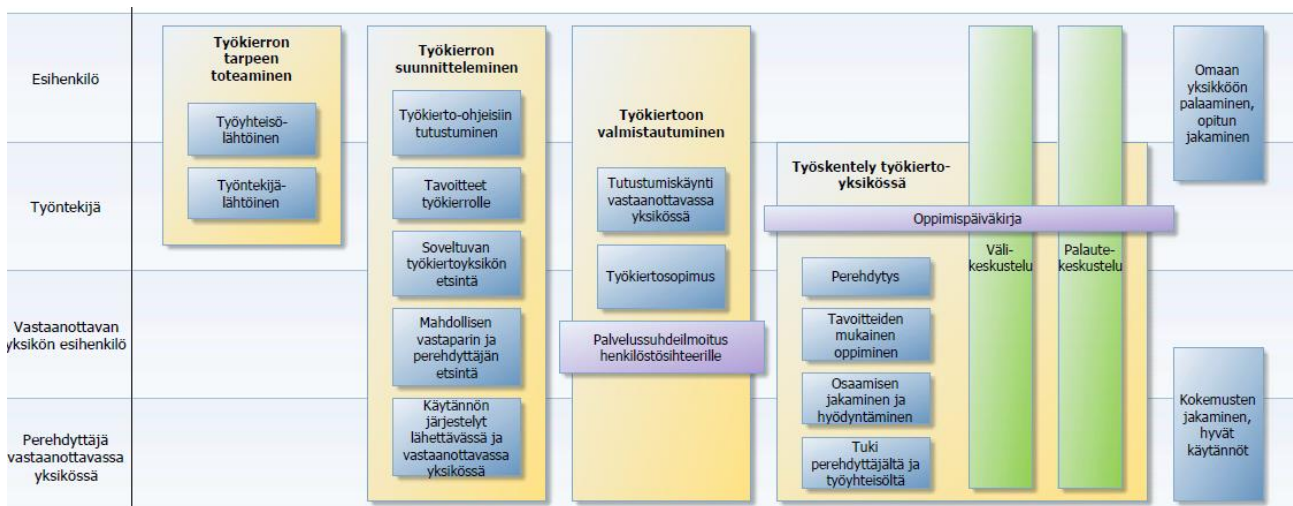 Esihenkilö
Työntekijä
Vastaanottavan
yksikön esihenkilö
Perehdyttäjä
vastaanottavassa
yksikössä
Työkierron
tarpeen
toteaminen
Työyhteisö-
lähtöinen
Työntekijä-
lähtöinen
Työkierron
suunnitteleminen
Työkierto-ohjeisiin
tutustuminen
Tavoitteet
työkierrolle
Soveltuvan
työkiertoyksikön
etsintä
Mahdollisen
vastaparin ja
perehdyttäjän
etsintä
Käytännön
järjestelyt
lähettävässä ja
vastaanottavassa
yksikössä
Työkiertoon
valmistautuminen
Tutustumiskäynti
vastaanottavassa
yksikössä
Työkiertosopimus
Palvelussuhdeilmoitus
henkilöstösihteerille
Työskentely työkierto-
yksikössä
Oppimispäiväkirja
Perehdytys
Tavoitteiden
mukainen
oppiminen
Osaamisen
jakaminen ja
hyödyntäminen
Tuki
perehdyttäjältä ja
työyhteisöltä
Väli-
keskustelu
Palaute-
keskustelu
Omaan
yksikköön
palaaminen,
opitun
jakaminen
Kokemusten
jakaminen,
hyvät
käytännöt